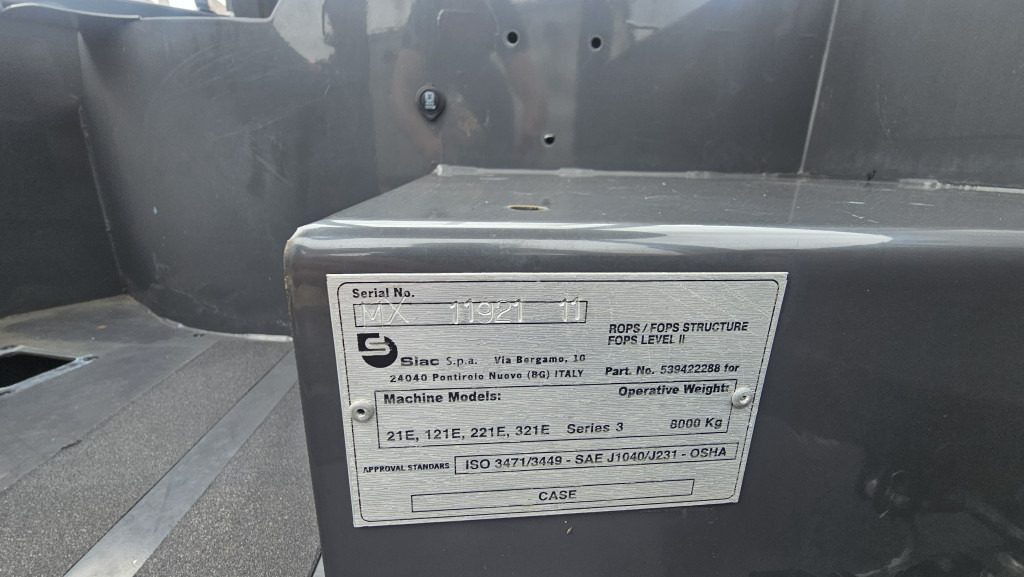 Serial No.
MX 11921 11
ROPS / FOPS STRUCTURE
FOPS LEVEL II
Siac S.p.a. Via Bergamo, 10
24040 Pontirolo Nuovo (BG) ITALY
Part. No. 539422288 for
Machine Models:
Operative Weight:
21E, 121E, 221E, 321E Series 3
8000 Kg
APPROVAL STANDARS
ISO 3471/3449 - SAE J1040/J231 - OSHA
CASE